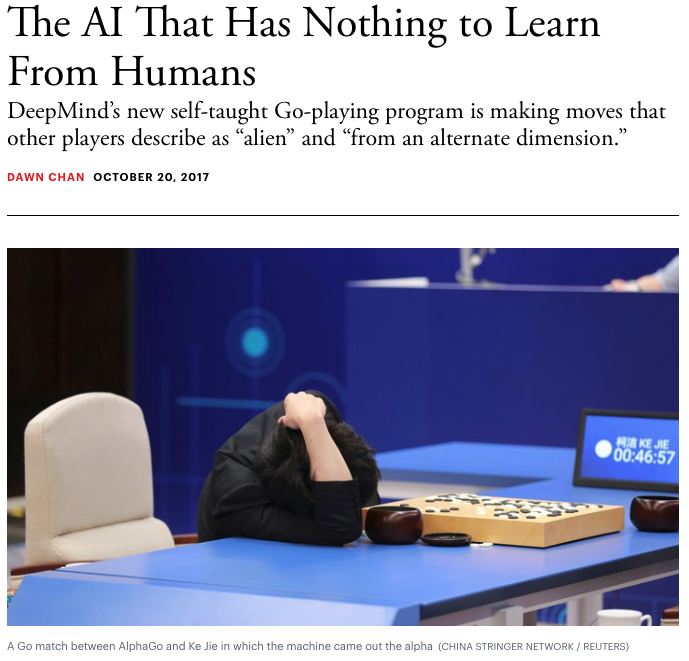 The AI That Has Nothing to Learn
From Humans
DeepMind’s new self-taught Go-playing program is making moves that
other players describe as “alien” and “from an alternate dimension.”
DAWN CHAN OCTOBER 20, 2017
柯洁 KE JIE
00:46:57
A Go match between AlphaGo and Ke Jie in which the machine came out the alpha (CHINA STRINGER NETWORK / REUTERS)